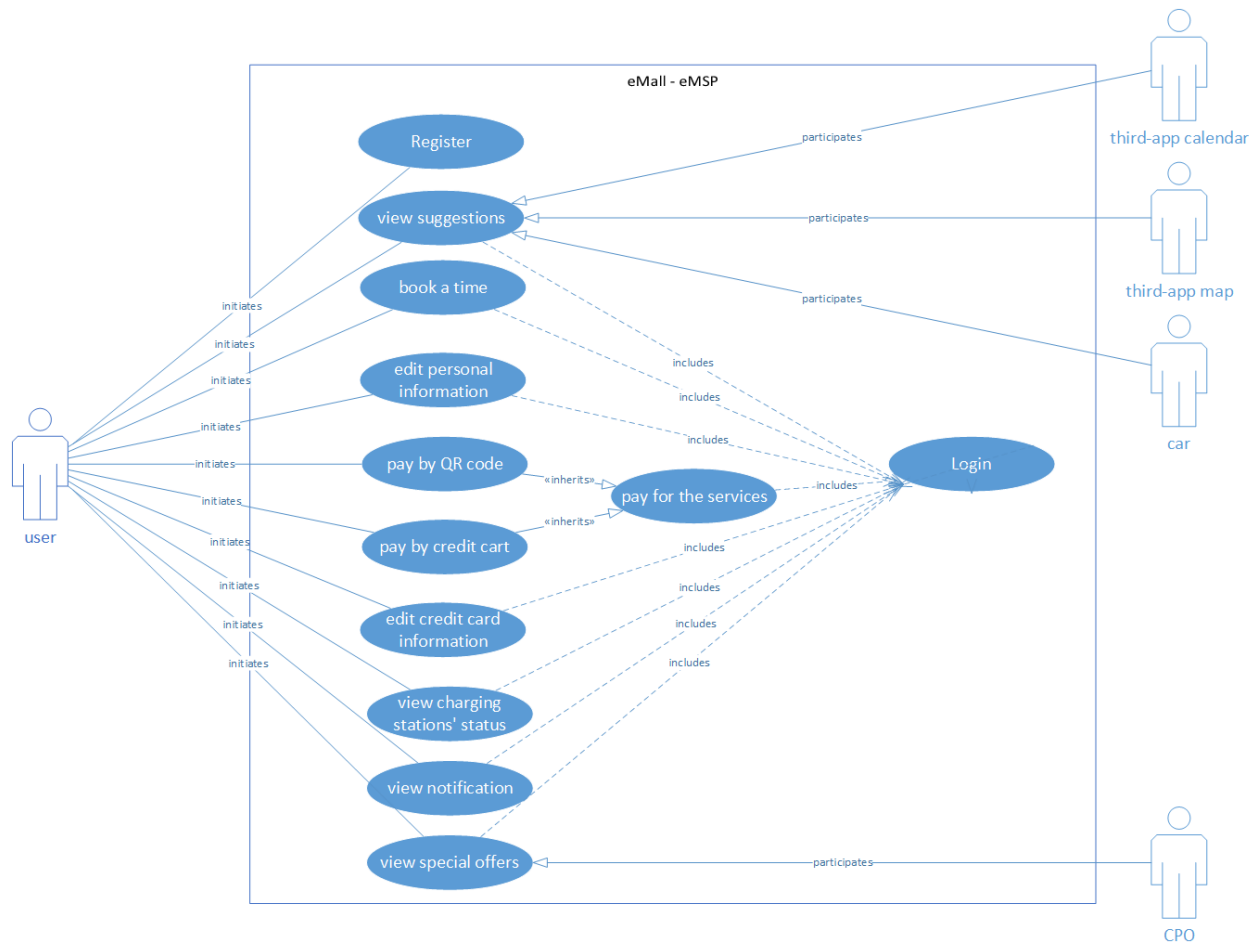 eMall - eMSP
third-app calendar
Register
participates
view suggestions
participates
third-app map
book a time
participates
initiates
initiates
includes
edit personal
information
initiates
includes
initiates
includes
car
pay by QR code
initiates
«inherits»
Login
includes
pay for the services
initiates
«inherits»
user
pay by credit cart
initiates
includes
initiates
includes
edit credit card
information
initiates
includes
initiates
includes
view charging
stations' status
view notification
view special offers
participates
CPO